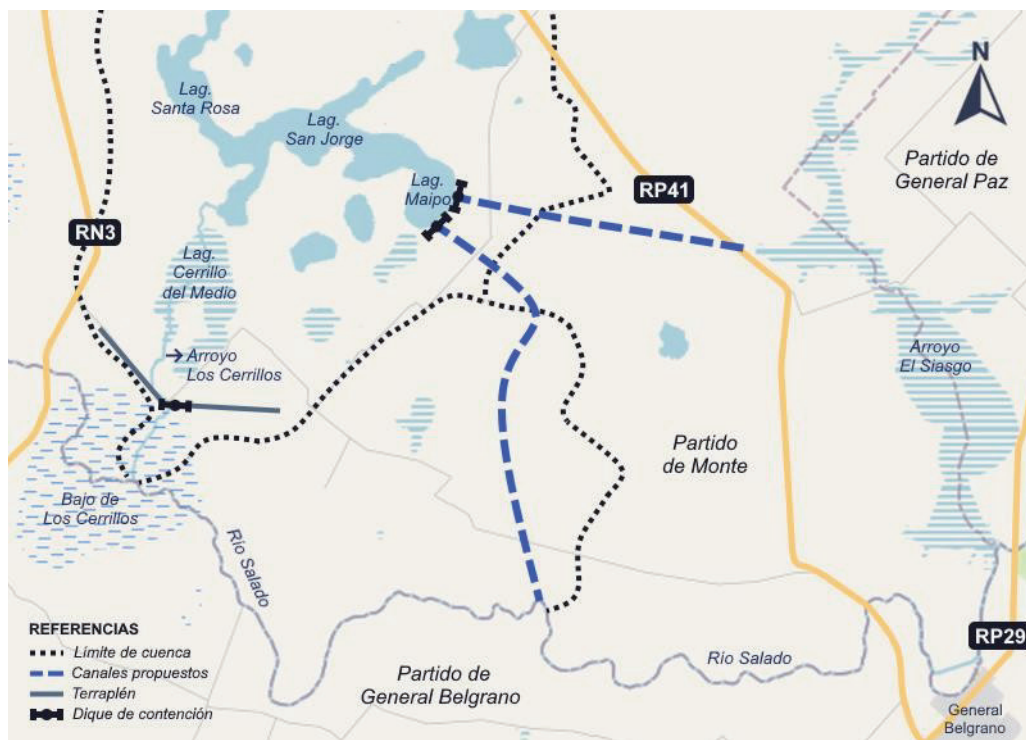 Lag.
Santa Rosa
Lag.
San Jorge
N
Partido de
General Paz
Lag.
Maipo
RP41
RN3
Lag.
Cerrillo
del Medio
Arroyo
Los Cerrillos
Arroyo
El Siasgo
Partido
de Monte
Bajo de
Los Cerrillos
Río Salado
REFERENCIAS
Límite de cuenca
Canales propuestos
Terraplén
Dique de contención
Partido de
General Belgrano
Río Salado
RP29
General
Belgrano